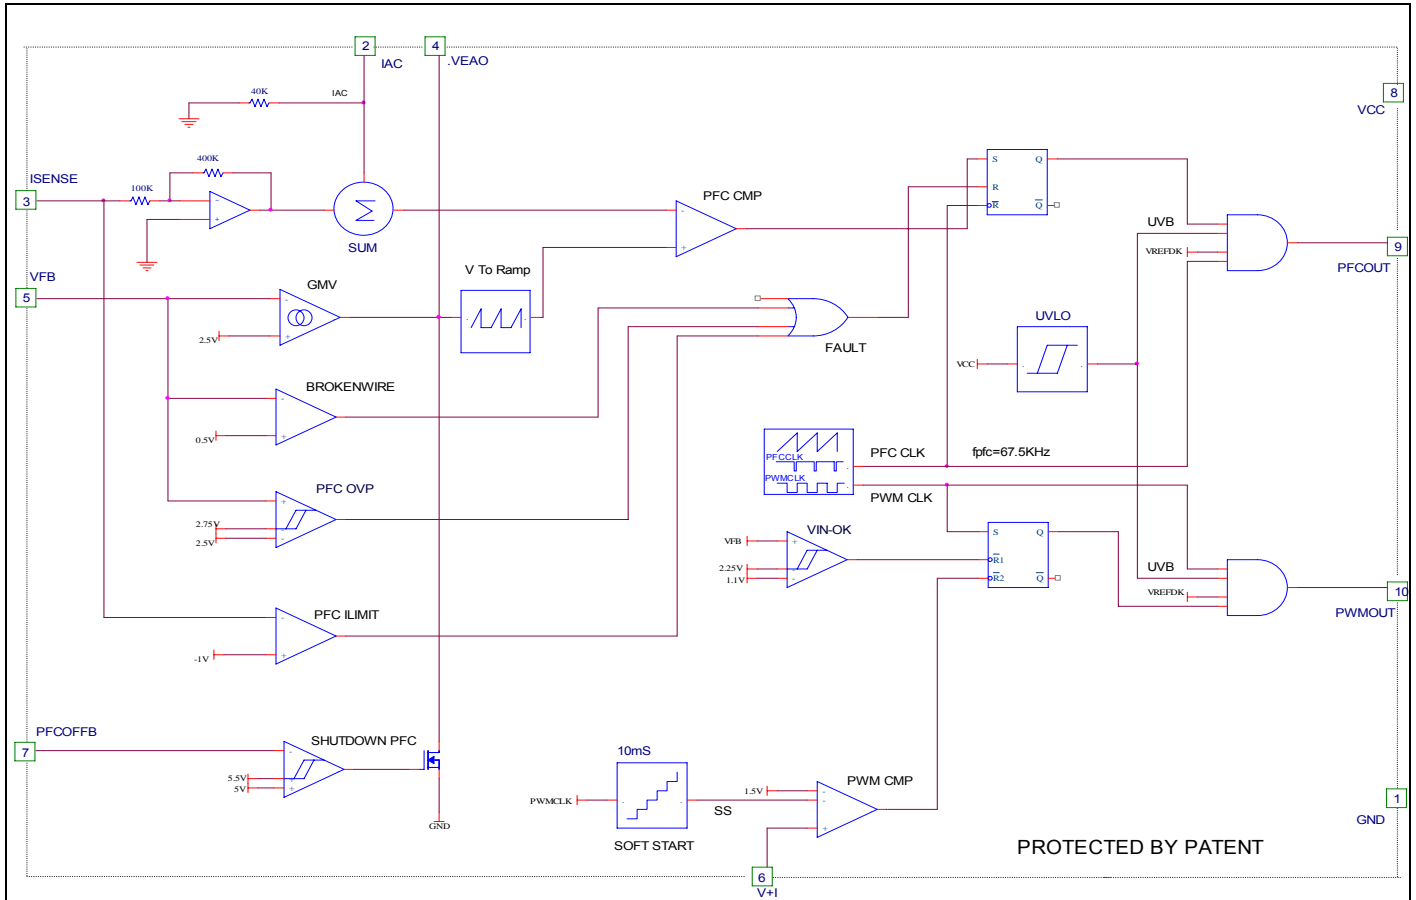 2
4
IAC
.VEAO
8
VCC
40K
IAC
400K
ISENSE
3
100K
-
+
Σ
SUM
PFC CMP
-
+
S
Q
R
R
Q
UVB
VREFDK
9
PFCOUT
VFB
5
GMV
-
+
2.5V
V To Ramp
FAULT
UVLO
VCC
BROKENWIRE
-
+
0.5V
PFCCLK
PWMCLK
PFC CLK
fpfc=67.5KHz
PWM CLK
PFC OVP
+
-
-
2.75V
2.5V
VIN-OK
VFB
+
-
2.25V
1.1V
S
Q
R1
R2
Q
UVB
VREFDK
10
PWMOUT
PFC ILIMIT
-
+
-1V
PFCOFFB
7
SHUTDOWN PFC
-
+
+
5.5V
5V
GND
10mS
PWMCLK
SS
SOFT START
1.5V
PWM CMP
-
-
+
1
GND
PROTECTED BY PATENT
6
V+I